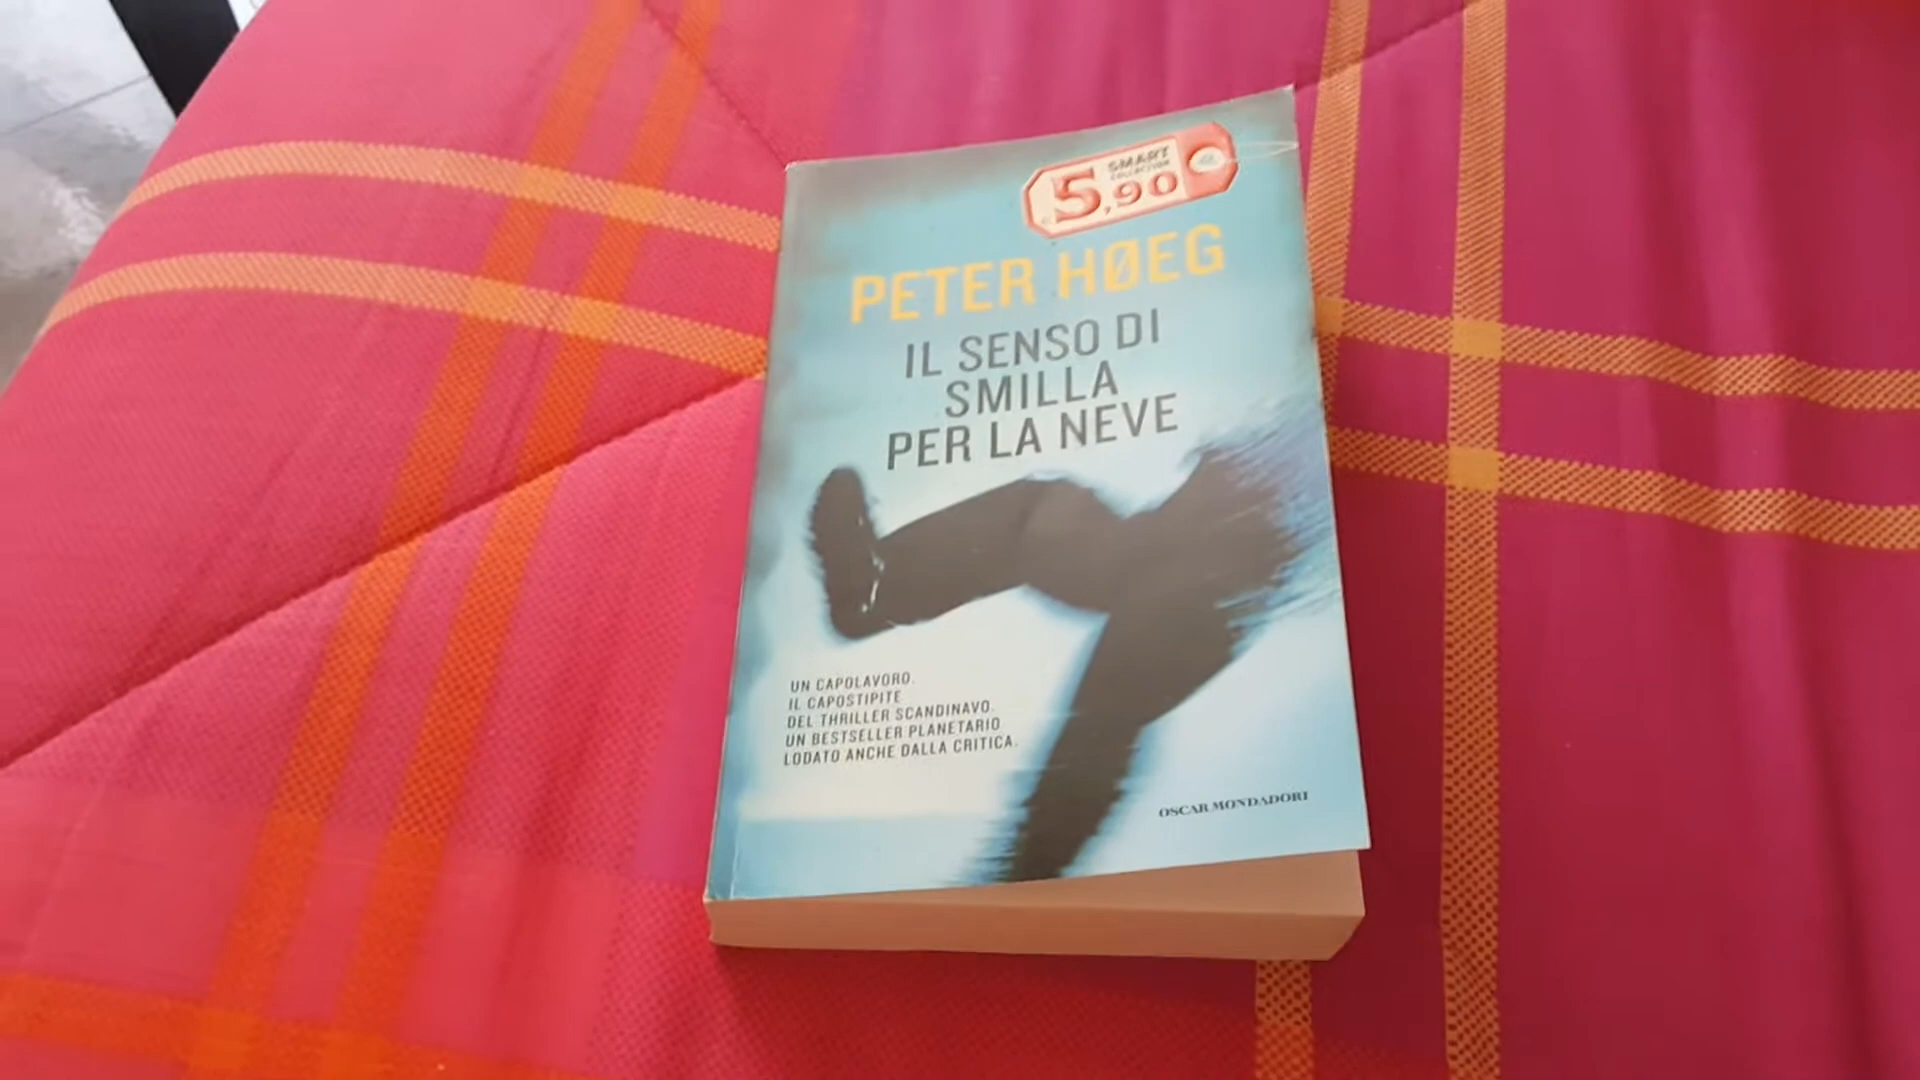 SMART
COLLECTION
€ 5,90
PETER HØEG
IL SENSO DI
SMILLA
PER LA NEVE
UN CAPOLAVORO.
IL CAPOSTIPITE
DEL THRILLER SCANDINAVO.
UN BESTSELLER PLANETARIO
LODATO ANCHE DALLA CRITICA.
OSCAR MONDADORI